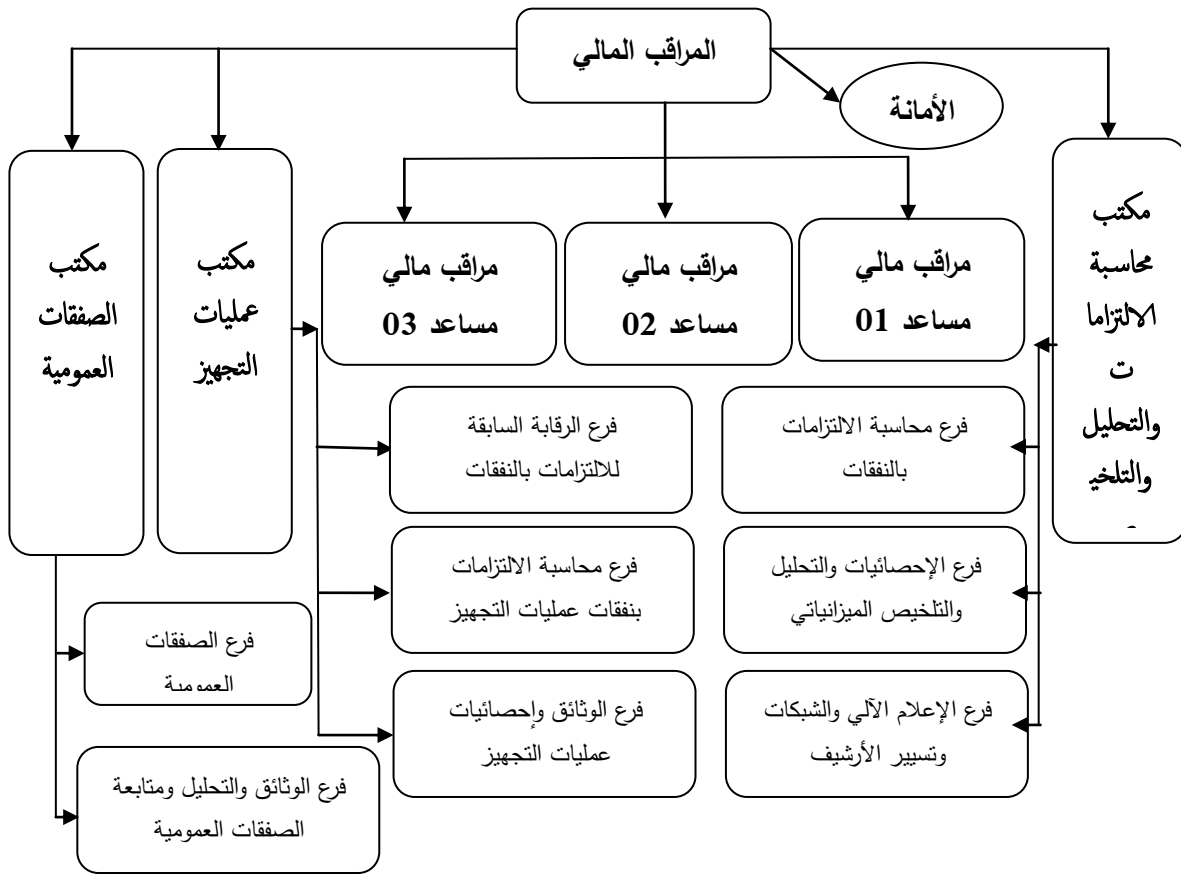 المراقب المالي
الأمانة
مكتب
محاسبة
الالتزاما
ت
والتحليل
والتلخيـ
مراقب مالي
مساعد 01
مراقب مالي
مساعد 02
مراقب مالي
مساعد 03
مكتب
عمليات
التجهيز
مكتب
الصفقات
العمومية
فرع محاسبة الالتزامات
بالنفقات
فرع الإحصائيات والتحليل
والتلخيص الميزانياتي
فرع الإعلام الآلي والشبكات
وتسيير الأرشيف
فرع الرقابة السابقة
للالتزامات بالنفقات
فرع محاسبة الالتزامات
بنفقات عمليات التجهيز
فرع الوثائق وإحصائيات
عمليات التجهيز
فرع الصفقات
العمومية
فرع الوثائق والتحليل ومتابعة
الصفقات العمومية